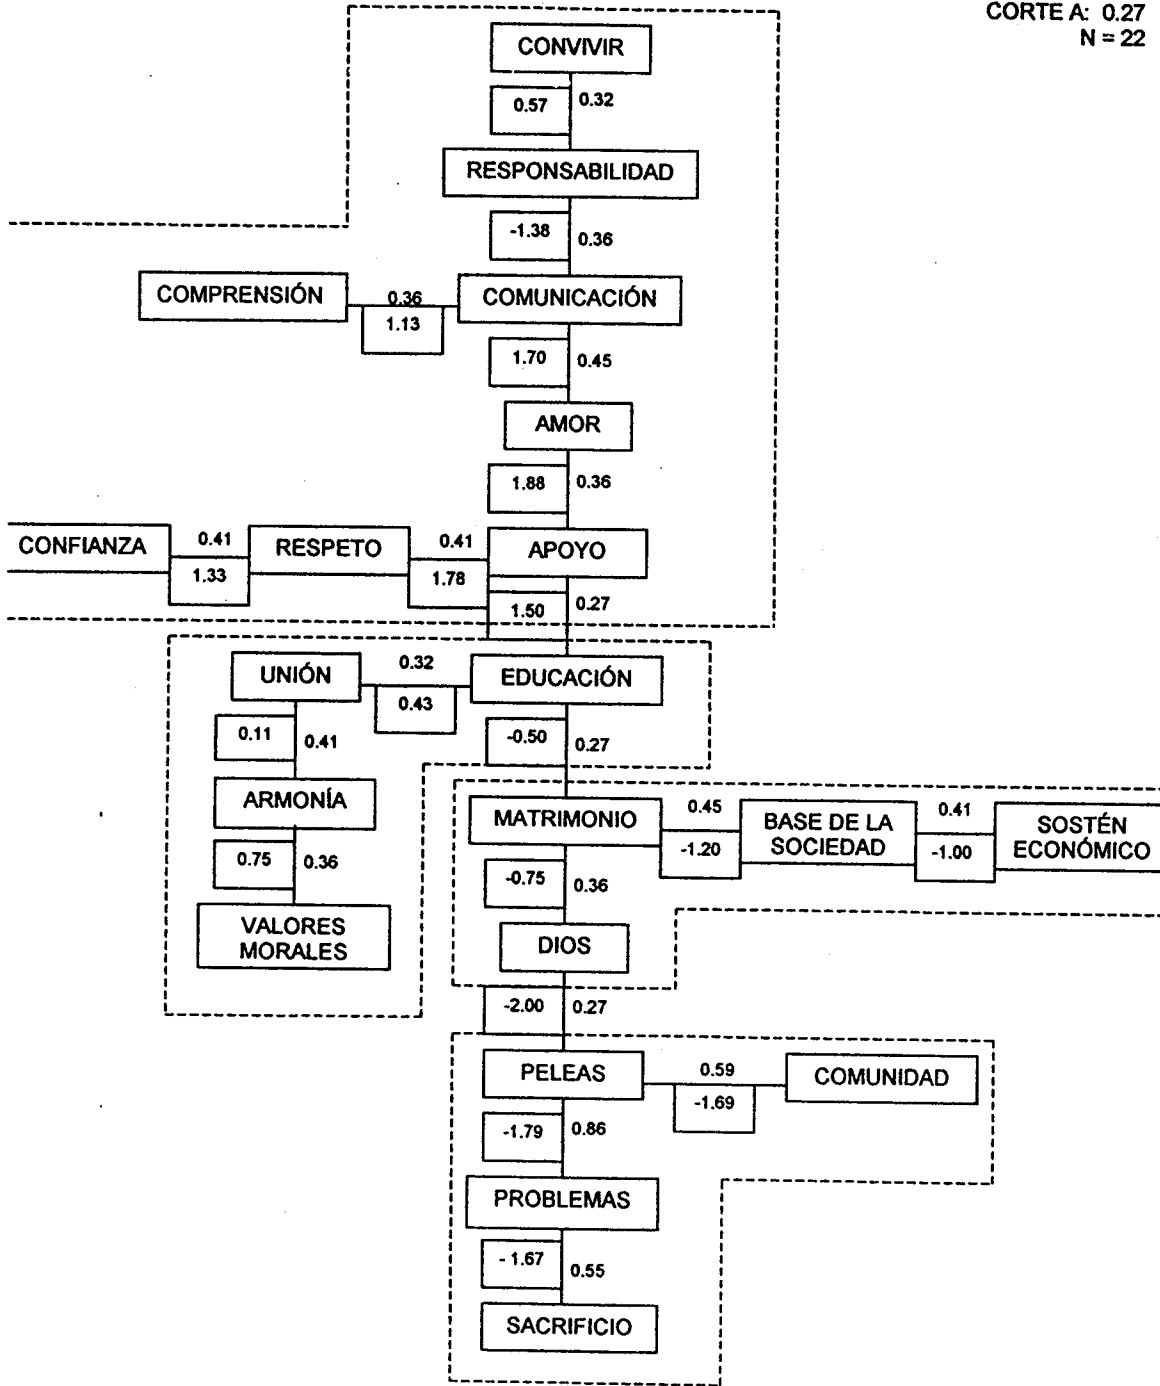 CORTE A: 0.27
N = 22
CONVIVIR
0.57 0.32
RESPONSABILIDAD
-1.38 0.36
COMPRENSIÓN 0.36 COMUNICACIÓN
1.13
1.70 0.45
AMOR
1.88 0.36
CONFIANZA 0.41 RESPETO 0.41 APOYO
1.33 1.78
1.50 0.27
UNIÓN 0.32 EDUCACIÓN
0.43
0.11 0.41 -0.50 0.27
ARMONÍA
MATRIMONIO 0.45 BASE DE LA 0.41 SOSTÉN
-1.20 SOCIEDAD -1.00 ECONÓMICO
0.75 0.36 -0.75 0.36
VALORES
MORALES
DIOS
-2.00 0.27
PELEAS 0.59 COMUNIDAD
-1.69
-1.79 0.86
PROBLEMAS
- 1.67 0.55
SACRIFICIO